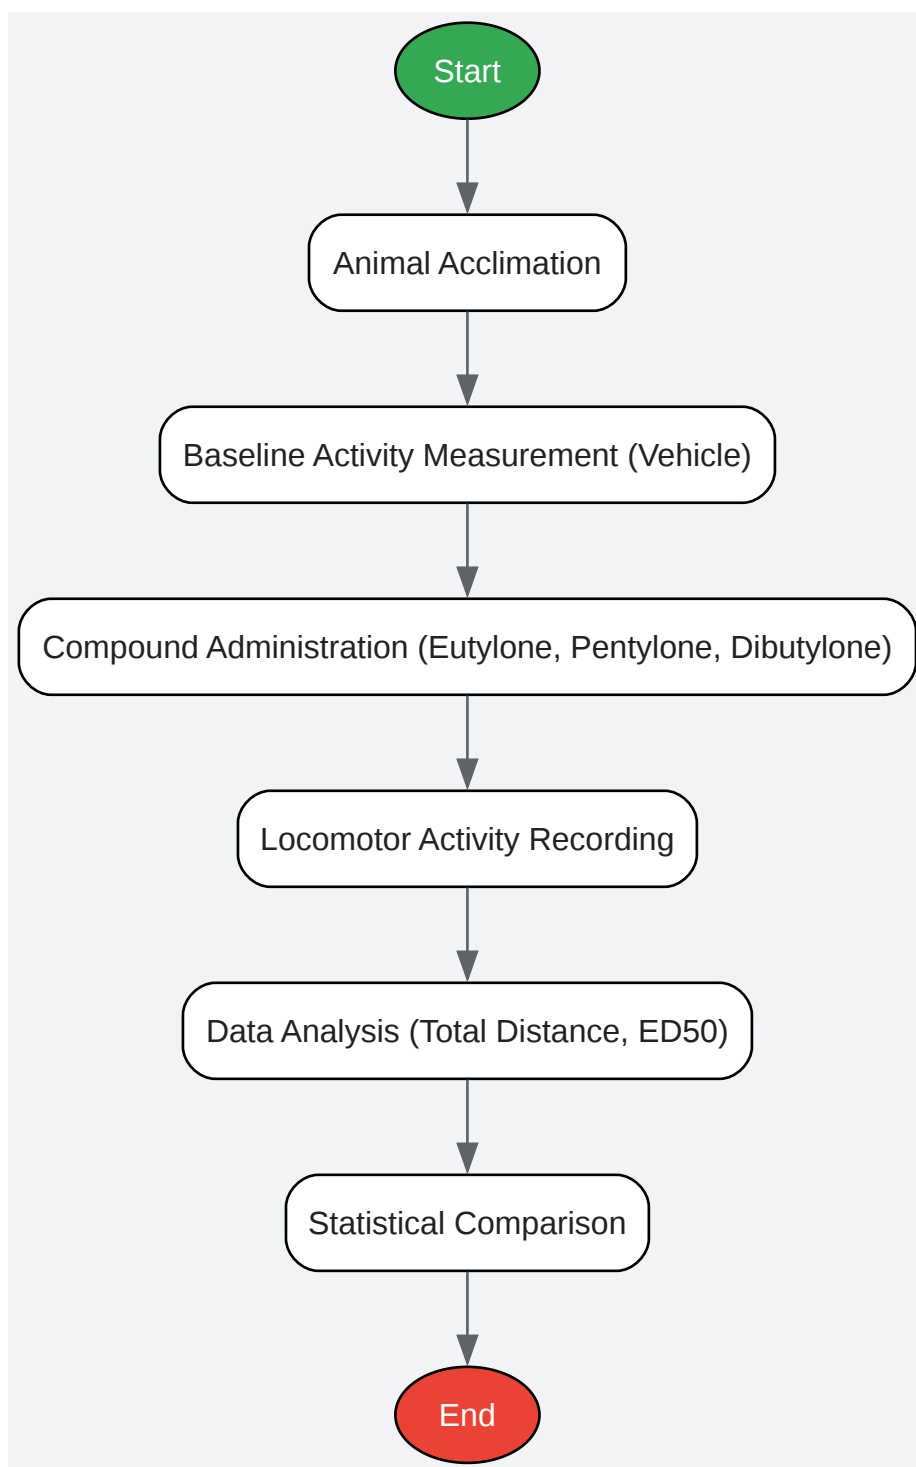 Start
Animal Acclimation
Baseline Activity Measurement (Vehicle)
Compound Administration (Eutylone, Pentylone, Dibutylone)
Locomotor Activity Recording
Data Analysis (Total Distance, ED50)
Statistical Comparison
End